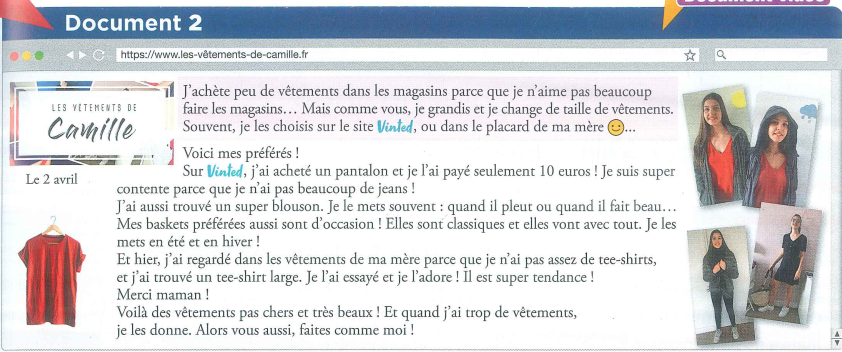 Document vidéo
Document 2
https://www.les-vêtements-de-camille.fr
LES VÊTEMENTS DE
Camille
Le 2 avril
J'achète peu de vêtements dans les magasins parce que je n'aime pas beaucoup
faire les magasins… Mais comme vous, je grandis et je change de taille de vêtements.
Souvent, je les choisis sur le site Vinted, ou dans le placard de ma mère 🙂...
Voici mes préférés !
Sur Vinted, j'ai acheté un pantalon et je l'ai payé seulement 10 euros ! Je suis super
contente parce que je n'ai pas beaucoup de jeans !
J'ai aussi trouvé un super blouson. Je le mets souvent : quand il pleut ou quand il fait beau…
Mes baskets préférées aussi sont d'occasion ! Elles sont classiques et elles vont avec tout. Je les
mets en été et en hiver !
Et hier, j'ai regardé dans les vêtements de ma mère parce que je n'ai pas assez de tee-shirts,
et j'ai trouvé un tee-shirt large. Je l'ai essayé et je l'adore ! Il est super tendance !
Merci maman !
Voilà des vêtements pas chers et très beaux ! Et quand j'ai trop de vêtements,
je les donne. Alors vous aussi, faites comme moi !